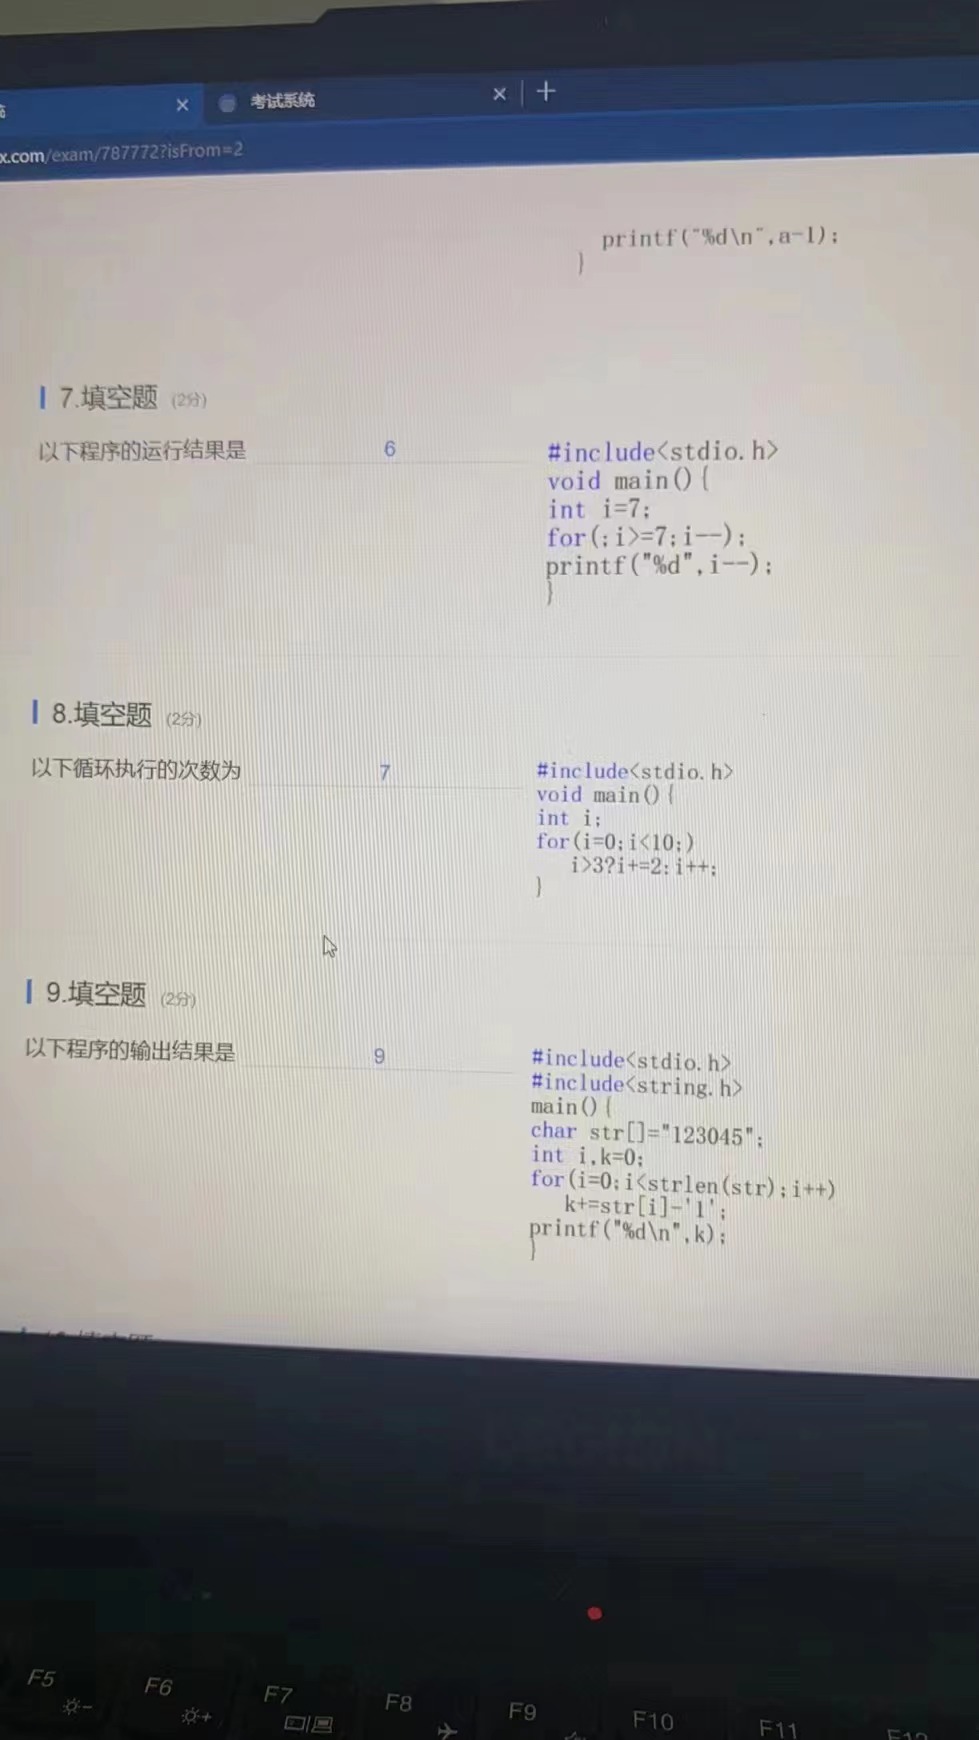 考试系统
x.com/exam/787772?isFrom=2
printf("%d\n",a-1);
}
7.填空题 (2分)
以下程序的运行结果是 6
#include<stdio.h>
void main(){
int i=7;
for(;i>=7;i--);
printf("%d",i--);
}
8.填空题 (2分)
以下循环执行的次数为 7
#include<stdio.h>
void main(){
int i;
for(i=0;i<10;)
i>3?i+=2:i++;
}
9.填空题 (2分)
以下程序的输出结果是 9
#include<stdio.h>
#include<string.h>
main(){
char str[]="123045";
int i,k=0;
for(i=0;i<strlen(str);i++)
k+=str[i]-'1';
printf("%d\n",k);
}
F5 F6 F7 F8 F9 F10 F11